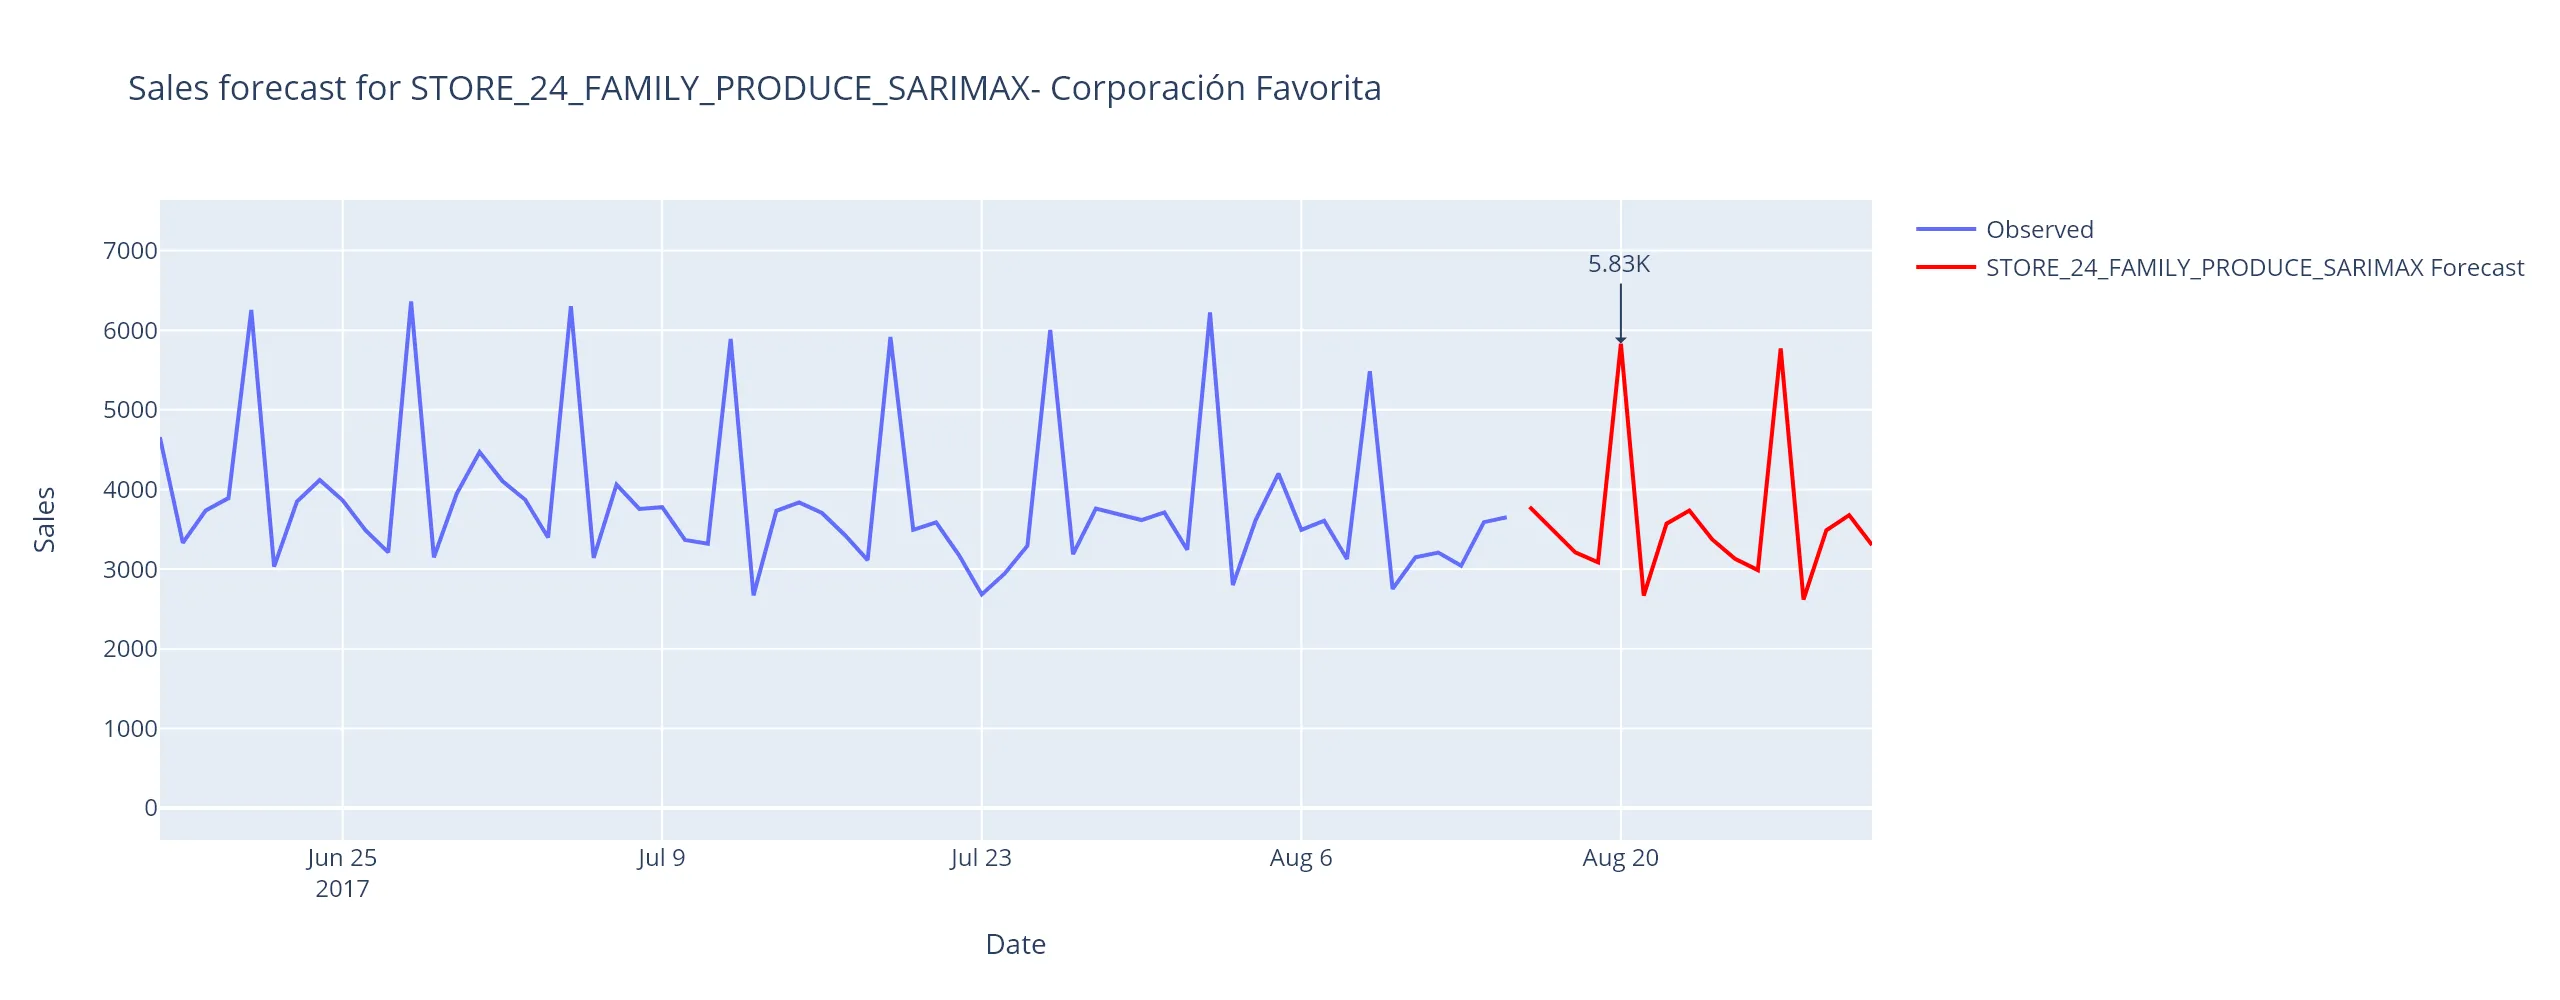 Sales forecast for STORE_24_FAMILY_PRODUCE_SARIMAX- Corporación Favorita
Observed
STORE_24_FAMILY_PRODUCE_SARIMAX Forecast
5.83K
7000
6000
5000
4000
3000
2000
1000
0
Sales
Jun 25
2017
Jul 9
Jul 23
Aug 6
Aug 20
Date